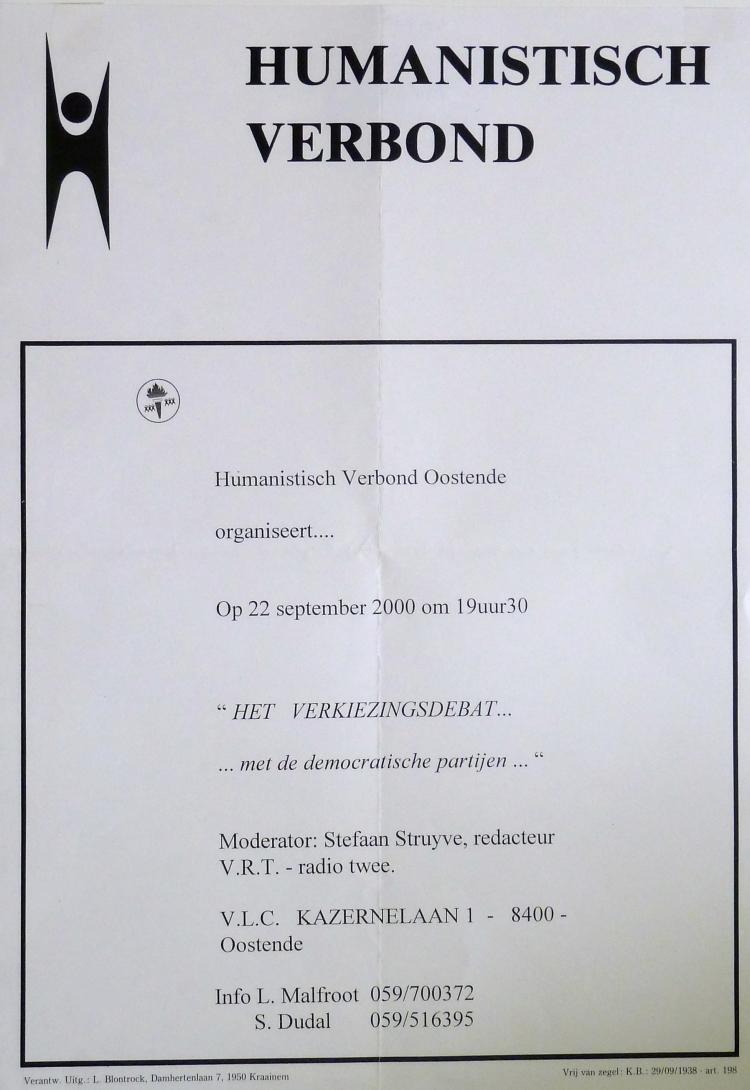 HUMANISTISCH
VERBOND
Humanistisch Verbond Oostende
organiseert....
Op 22 september 2000 om 19uur30
“ HET VERKIEZINGSDEBAT...
... met de democratische partijen ... “
Moderator: Stefaan Struyve, redacteur
V.R.T. - radio twee.
V.L.C. KAZERNELAAN 1 - 8400 -
Oostende
Info L. Malfroot 059/700372
S. Dudal 059/516395
Verantw. Uitg.: L. Blontrock, Damhertenlaan 7, 1950 Kraainem
Vrij van zegel: K.B.: 29/09/1938 - art. 198